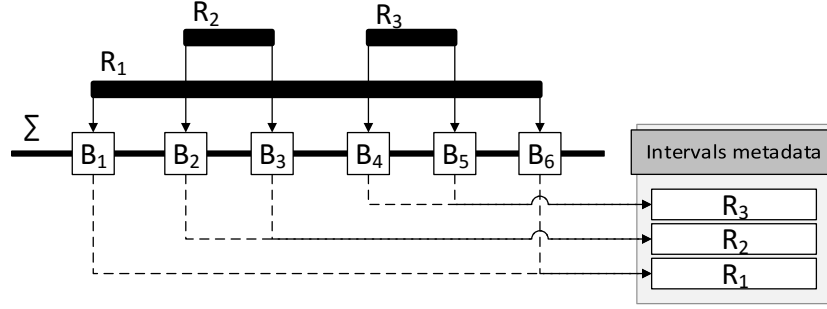 R₂
R₃
R₁
∑
B₁ B₂ B₃ B₄ B₅ B₆
Intervals metadata
R₃
R₂
R₁